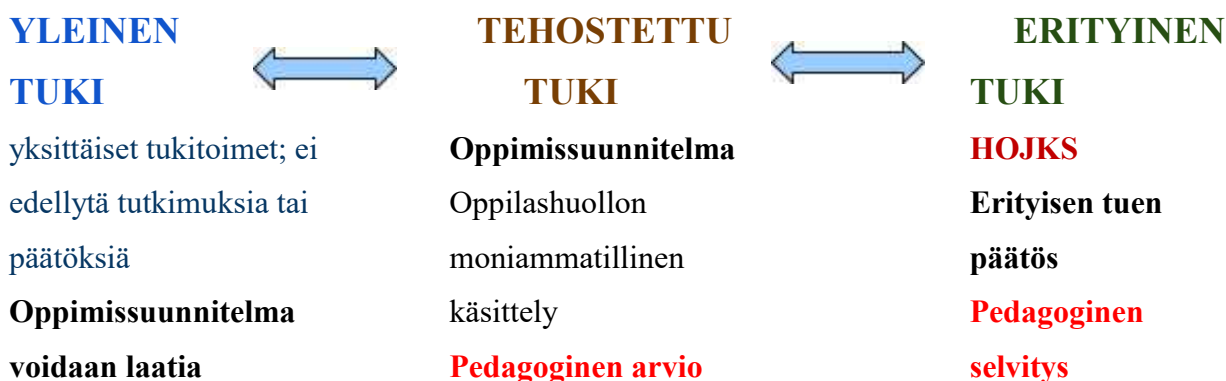 YLEINEN
TUKI
yksittäiset tukitoimet; ei
edellytä tutkimuksia tai
päätöksiä
Oppimissuunnitelma
voidaan laatia
TEHOSTETTU
TUKI
Oppimissuunnitelma
Oppilashuollon
moniammatillinen
käsittely
Pedagoginen arvio
ERITYINEN
TUKI
HOJKS
Erityisen tuen
päätös
Pedagoginen
selvitys